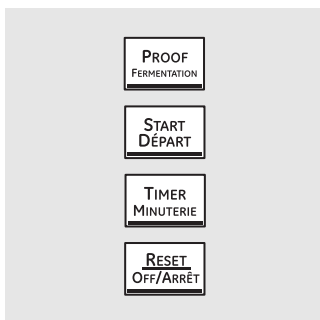 PROOF
FERMENTATION
START
DÉPART
TIMER
MINUTERIE
RESET
OFF/ARRÊT